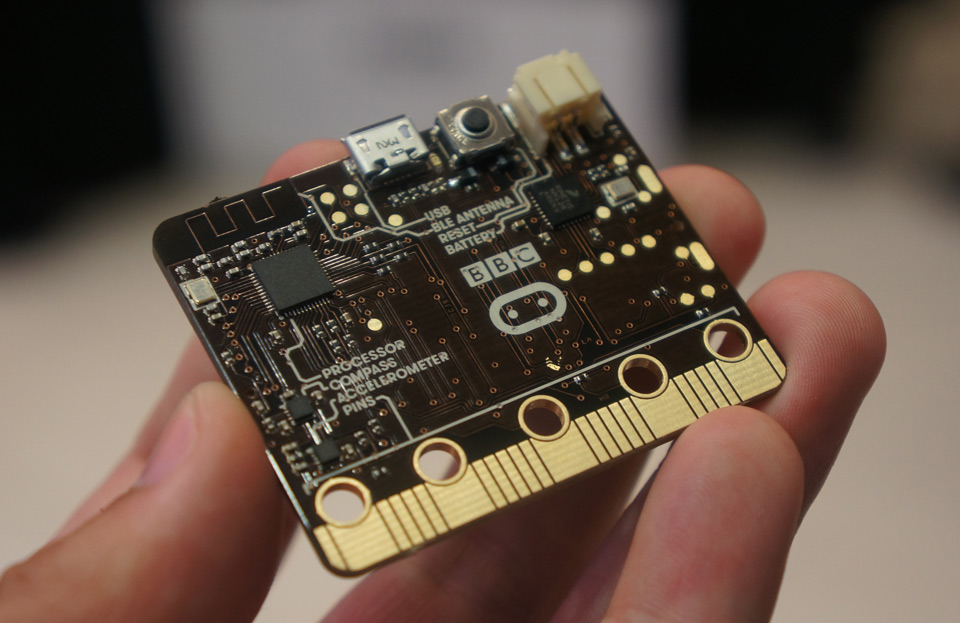 USB
BLE ANTENNA
RESET
BATTERY
BBC
PROCESSOR
COMPASS
ACCELEROMETER
PINS